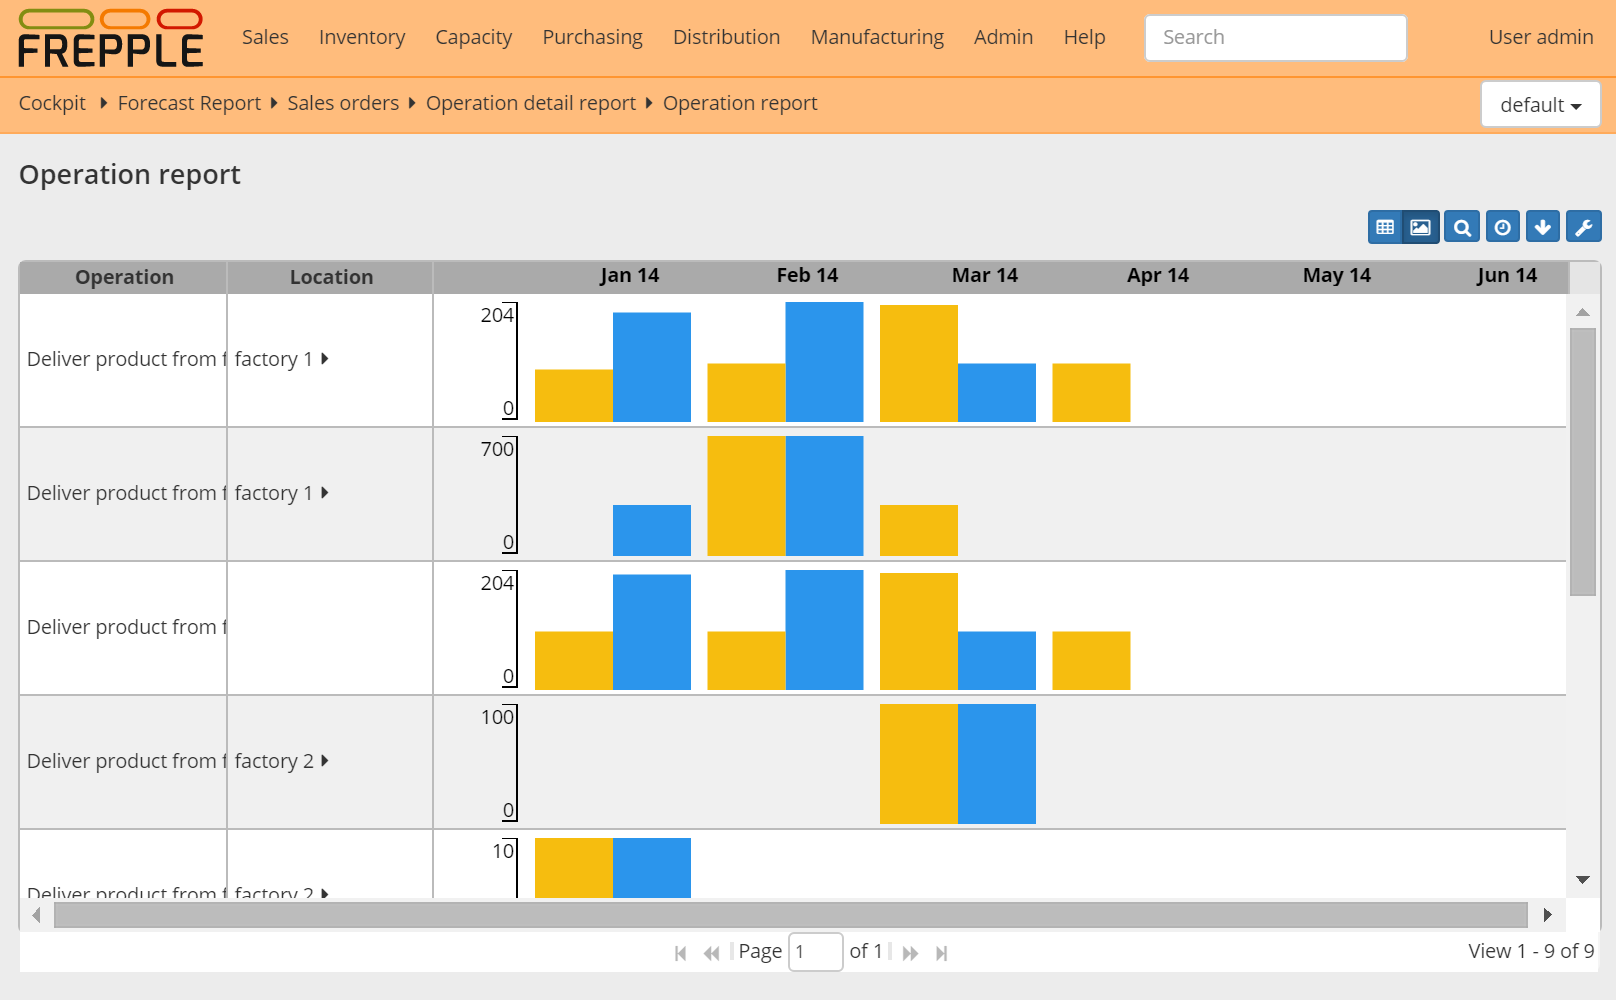 FREPPLE
Sales Inventory Capacity Purchasing Distribution Manufacturing Admin Help Search User admin
Cockpit Forecast Report Sales orders Operation detail report Operation report default
Operation report
Operation Location Jan 14 Feb 14 Mar 14 Apr 14 May 14 Jun 14
204
Deliver product from f factory 1
0
700
Deliver product from f factory 1
0
204
Deliver product from f
0
100
Deliver product from f factory 2
0
10
Deliver product from f factory 2
Page 1 of 1 View 1 - 9 of 9